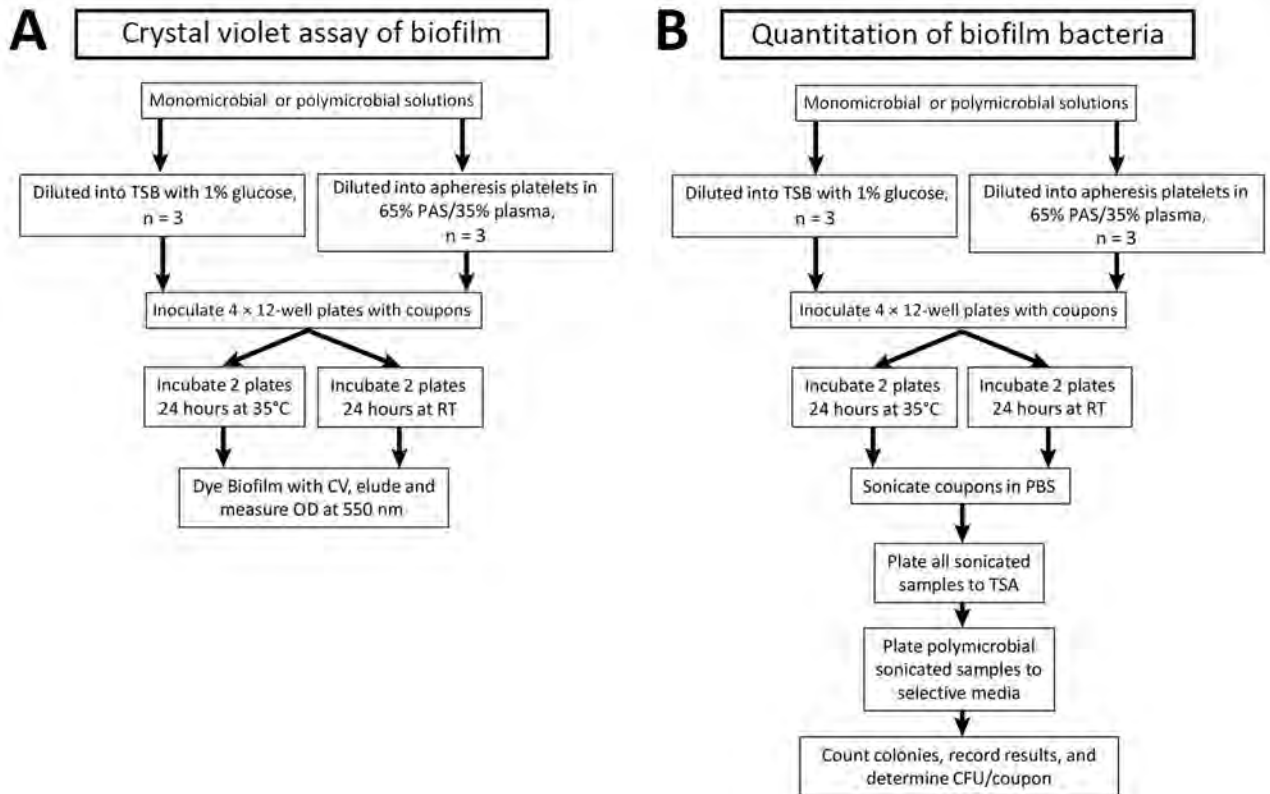 A
Crystal violet assay of biofilm
Monomicrobial or polymicrobial solutions
Diluted into TSB with 1% glucose,
n = 3
Diluted into apheresis platelets in
65% PAS/35% plasma,
n = 3
Inoculate 4 × 12-well plates with coupons
Incubate 2 plates
24 hours at 35°C
Incubate 2 plates
24 hours at RT
Dye Biofilm with CV, elude and
measure OD at 550 nm
B
Quantitation of biofilm bacteria
Monomicrobial or polymicrobial solutions
Diluted into TSB with 1% glucose,
n = 3
Diluted into apheresis platelets in
65% PAS/35% plasma,
n = 3
Inoculate 4 × 12-well plates with coupons
Incubate 2 plates
24 hours at 35°C
Incubate 2 plates
24 hours at RT
Sonicate coupons in PBS
Plate all sonicated
samples to TSA
Plate polymicrobial
sonicated samples to
selective media
Count colonies, record results, and
determine CFU/coupon